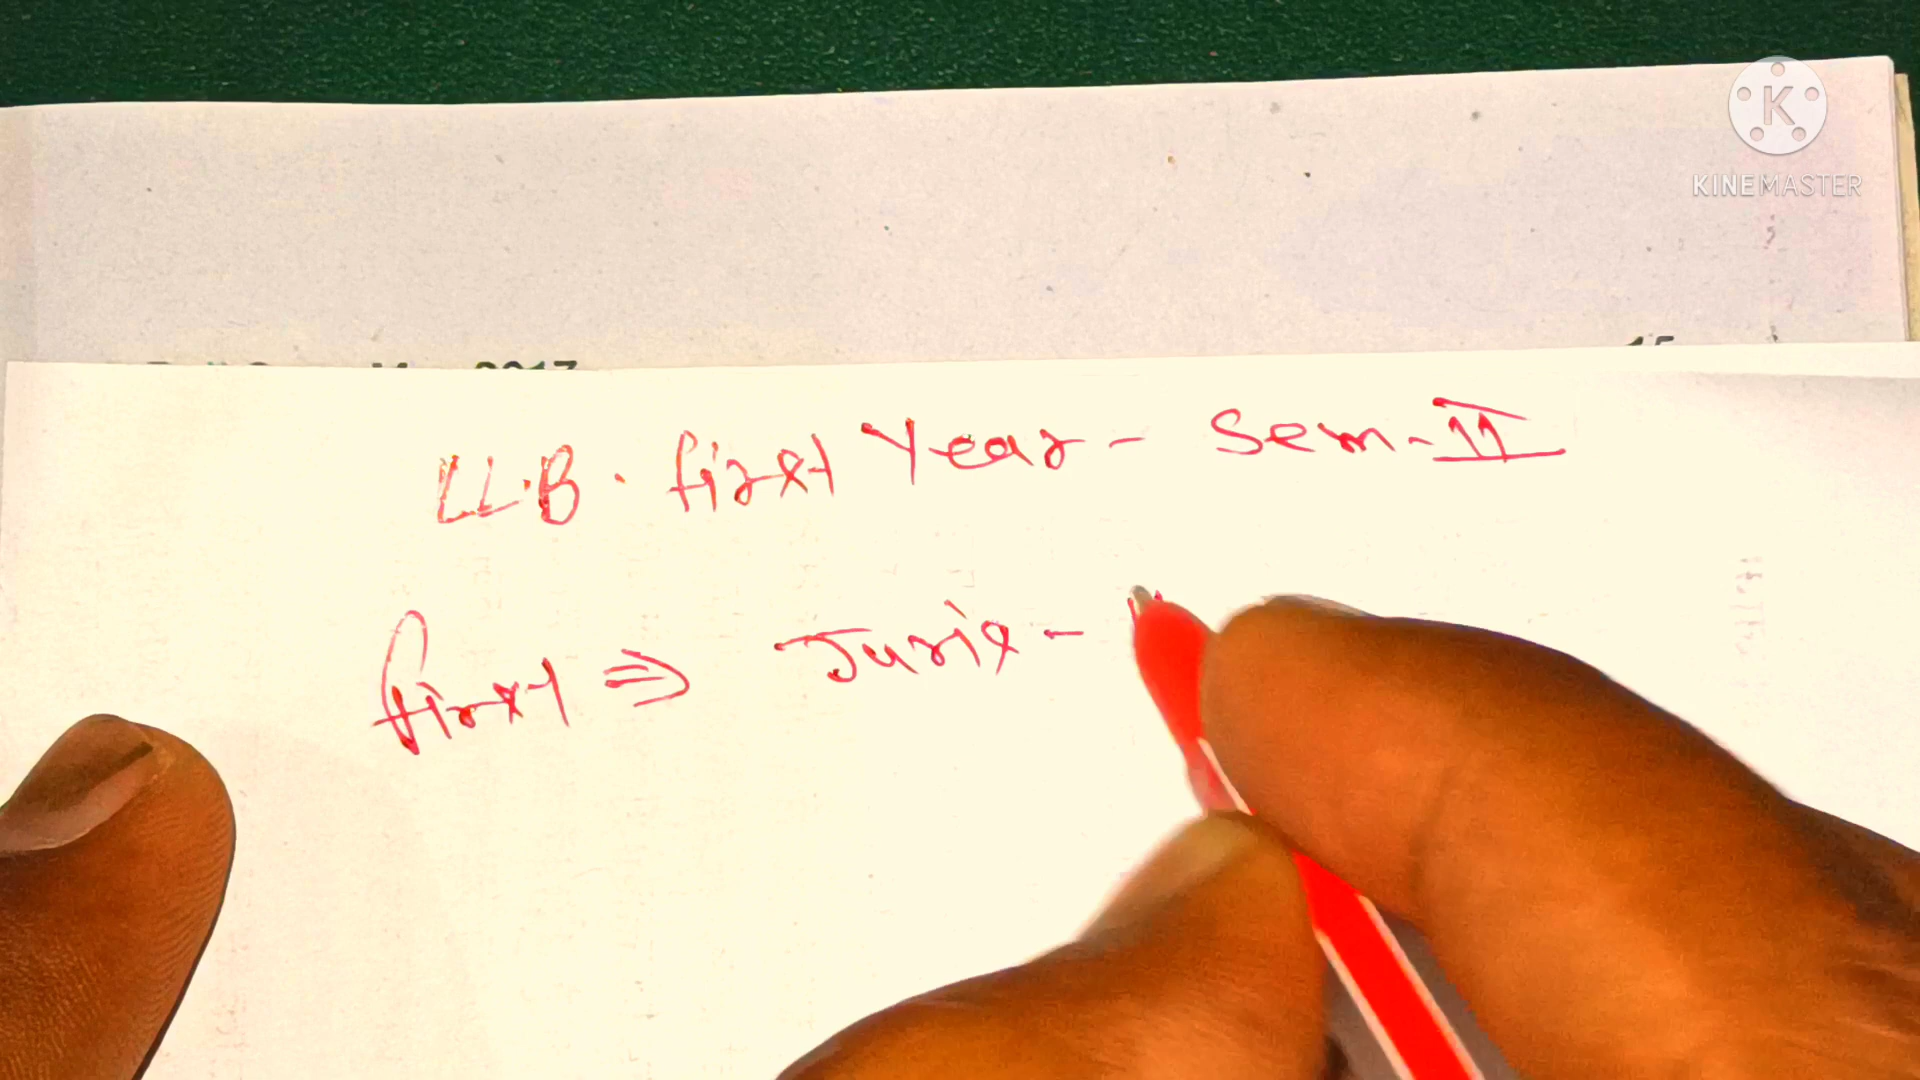 KINEMASTER
LL.B. first Year - Sem-II
first ⇒ Juris -